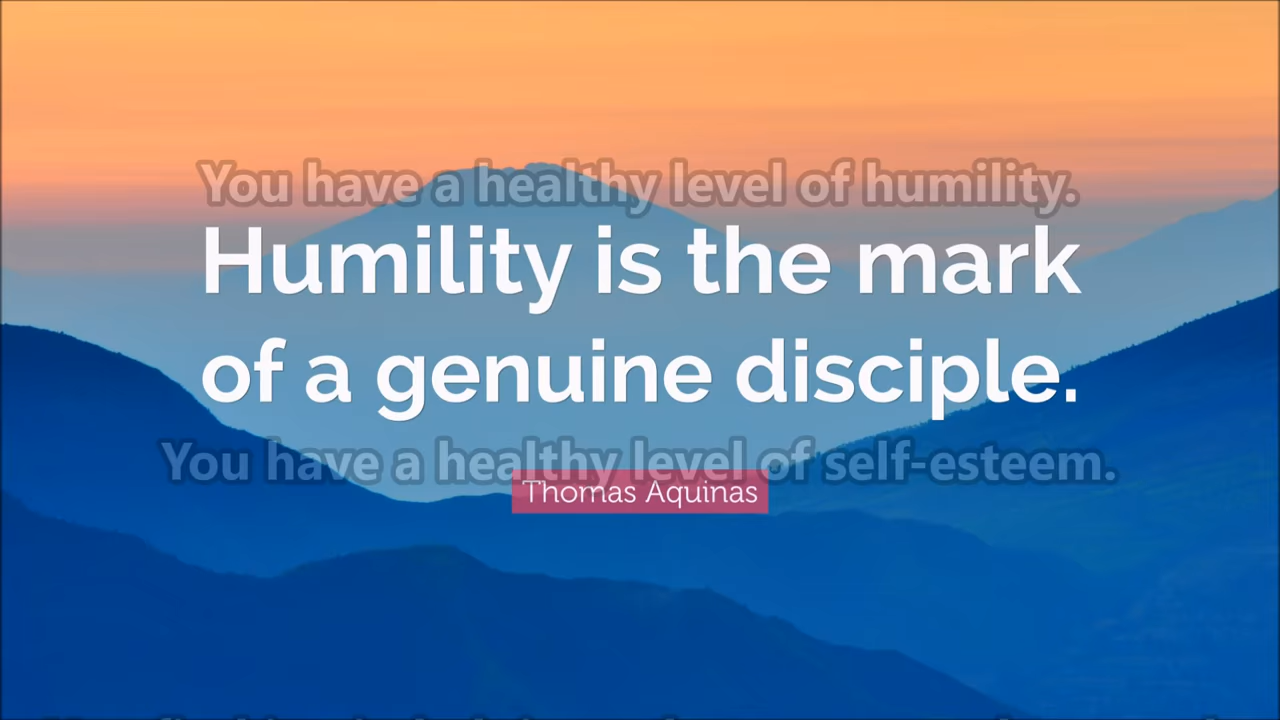 You have a healthy level of humility.
Humility is the mark
of a genuine disciple.
You have a healthy level of self-esteem.
Thomas Aquinas